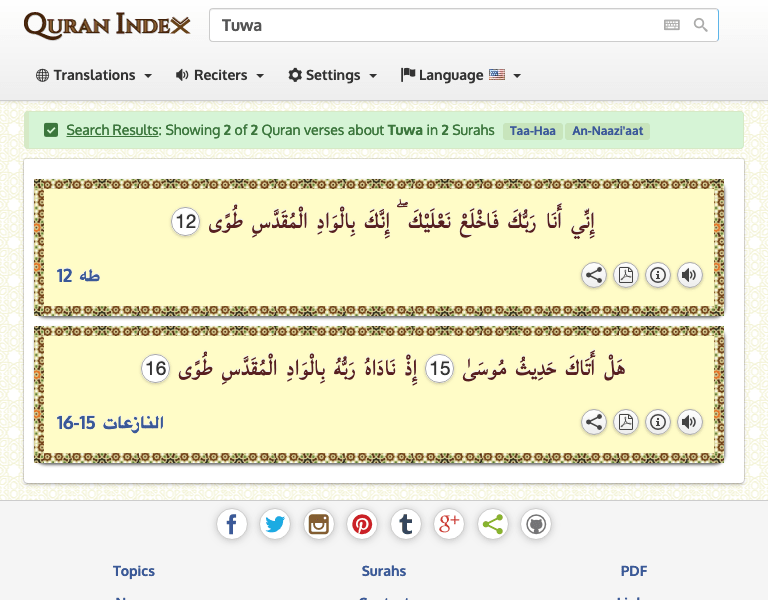 QURAN INDEX
Tuwa
Translations Reciters Settings Language
Search Results: Showing 2 of 2 Quran verses about Tuwa in 2 Surahs Taa-Haa An-Naazi'aat
إِنِّي أَنَا رَبُّكَ فَاخْلَعْ نَعْلَيْكَ ۖ إِنَّكَ بِالْوَادِ الْمُقَدَّسِ طُوًى 12
طه 12
هَلْ أَتَاكَ حَدِيثُ مُوسَىٰ 15 إِذْ نَادَاهُ رَبُّهُ بِالْوَادِ الْمُقَدَّسِ طُوًى 16
النازعات 15-16
Topics Surahs PDF